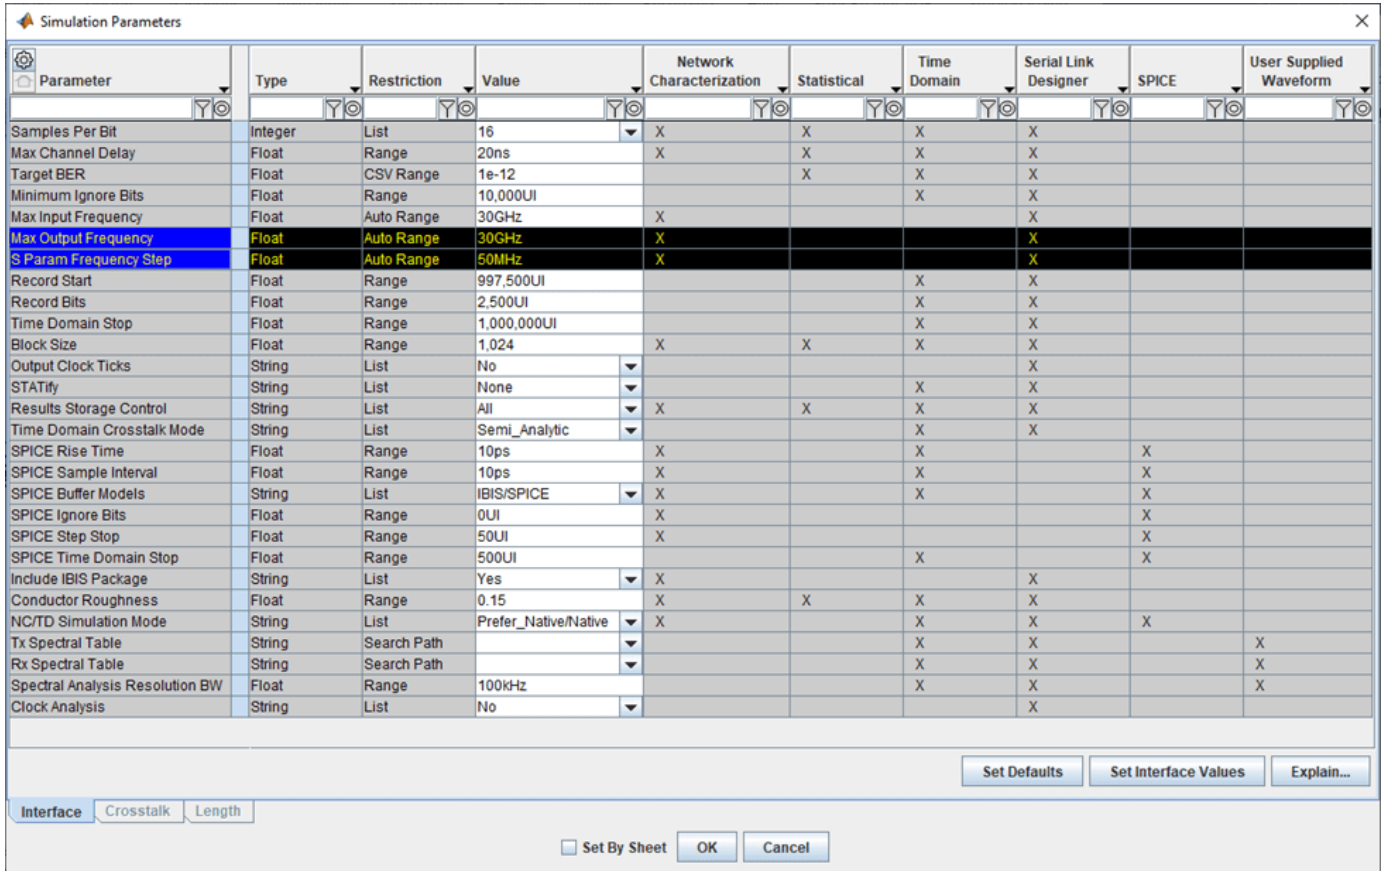 Simulation Parameters
Parameter Type Restriction Value Network Characterization Statistical Time Domain Serial Link Designer SPICE User Supplied Waveform
Samples Per Bit Integer List 16 X X X X
Max Channel Delay Float Range 20ns X X X X
Target BER Float CSV Range 1e-12 X X X
Minimum Ignore Bits Float Range 10,000UI X X
Max Input Frequency Float Auto Range 30GHz X X
Max Output Frequency Float Auto Range 30GHz X X
S Param Frequency Step Float Auto Range 50MHz X X
Record Start Float Range 997,500UI X X
Record Bits Float Range 2,500UI X X
Time Domain Stop Float Range 1,000,000UI X X
Block Size Float Range 1,024 X X X X
Output Clock Ticks String List No X
STATify String List None X X
Results Storage Control String List All X X X X
Time Domain Crosstalk Mode String List Semi_Analytic X X
SPICE Rise Time Float Range 10ps X X X
SPICE Sample Interval Float Range 10ps X X X
SPICE Buffer Models String List IBIS/SPICE X X X
SPICE Ignore Bits Float Range 0UI X X
SPICE Step Stop Float Range 50UI X X
SPICE Time Domain Stop Float Range 500UI X X
Include IBIS Package String List Yes X X
Conductor Roughness Float Range 0.15 X X X X
NC/TD Simulation Mode String List Prefer_Native/Native X X X X
Tx Spectral Table String Search Path X X X
Rx Spectral Table String Search Path X X X
Spectral Analysis Resolution BW Float Range 100kHz X X X
Clock Analysis String List No X
Set Defaults Set Interface Values Explain...
Interface Crosstalk Length
Set By Sheet OK Cancel